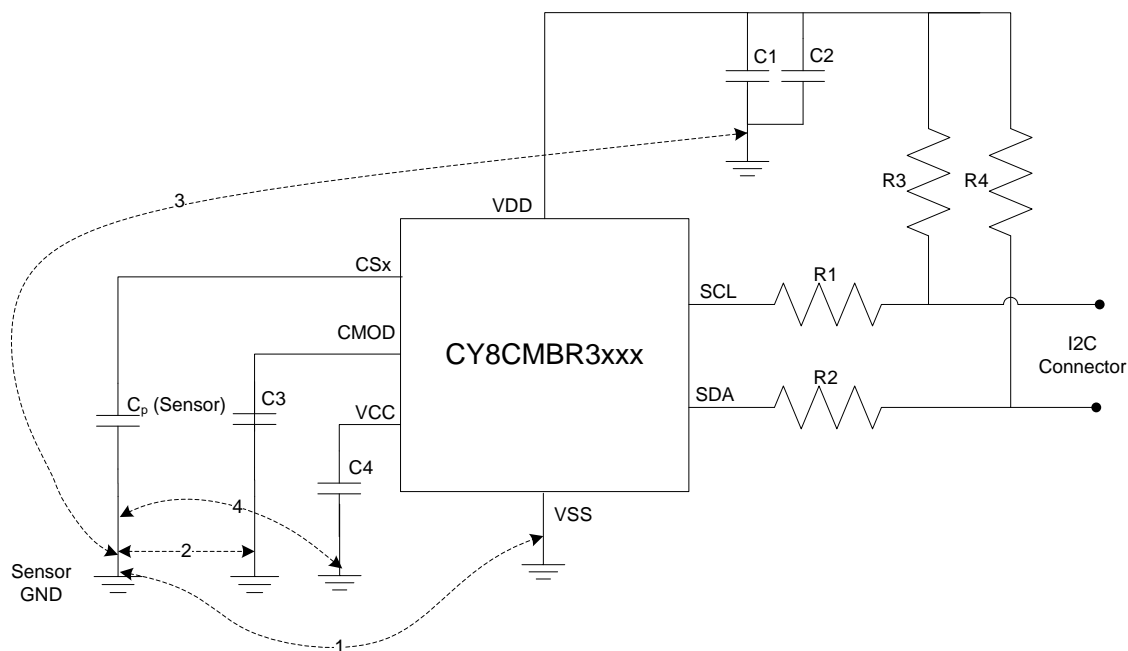 C1
C2
R3
R4
3
VDD
CSx
R1
SCL
CMOD
CY8CMBR3xxx
I2C
Connector
R2
Cp (Sensor)
C3
VCC
SDA
C4
4
VSS
2
Sensor
GND
1